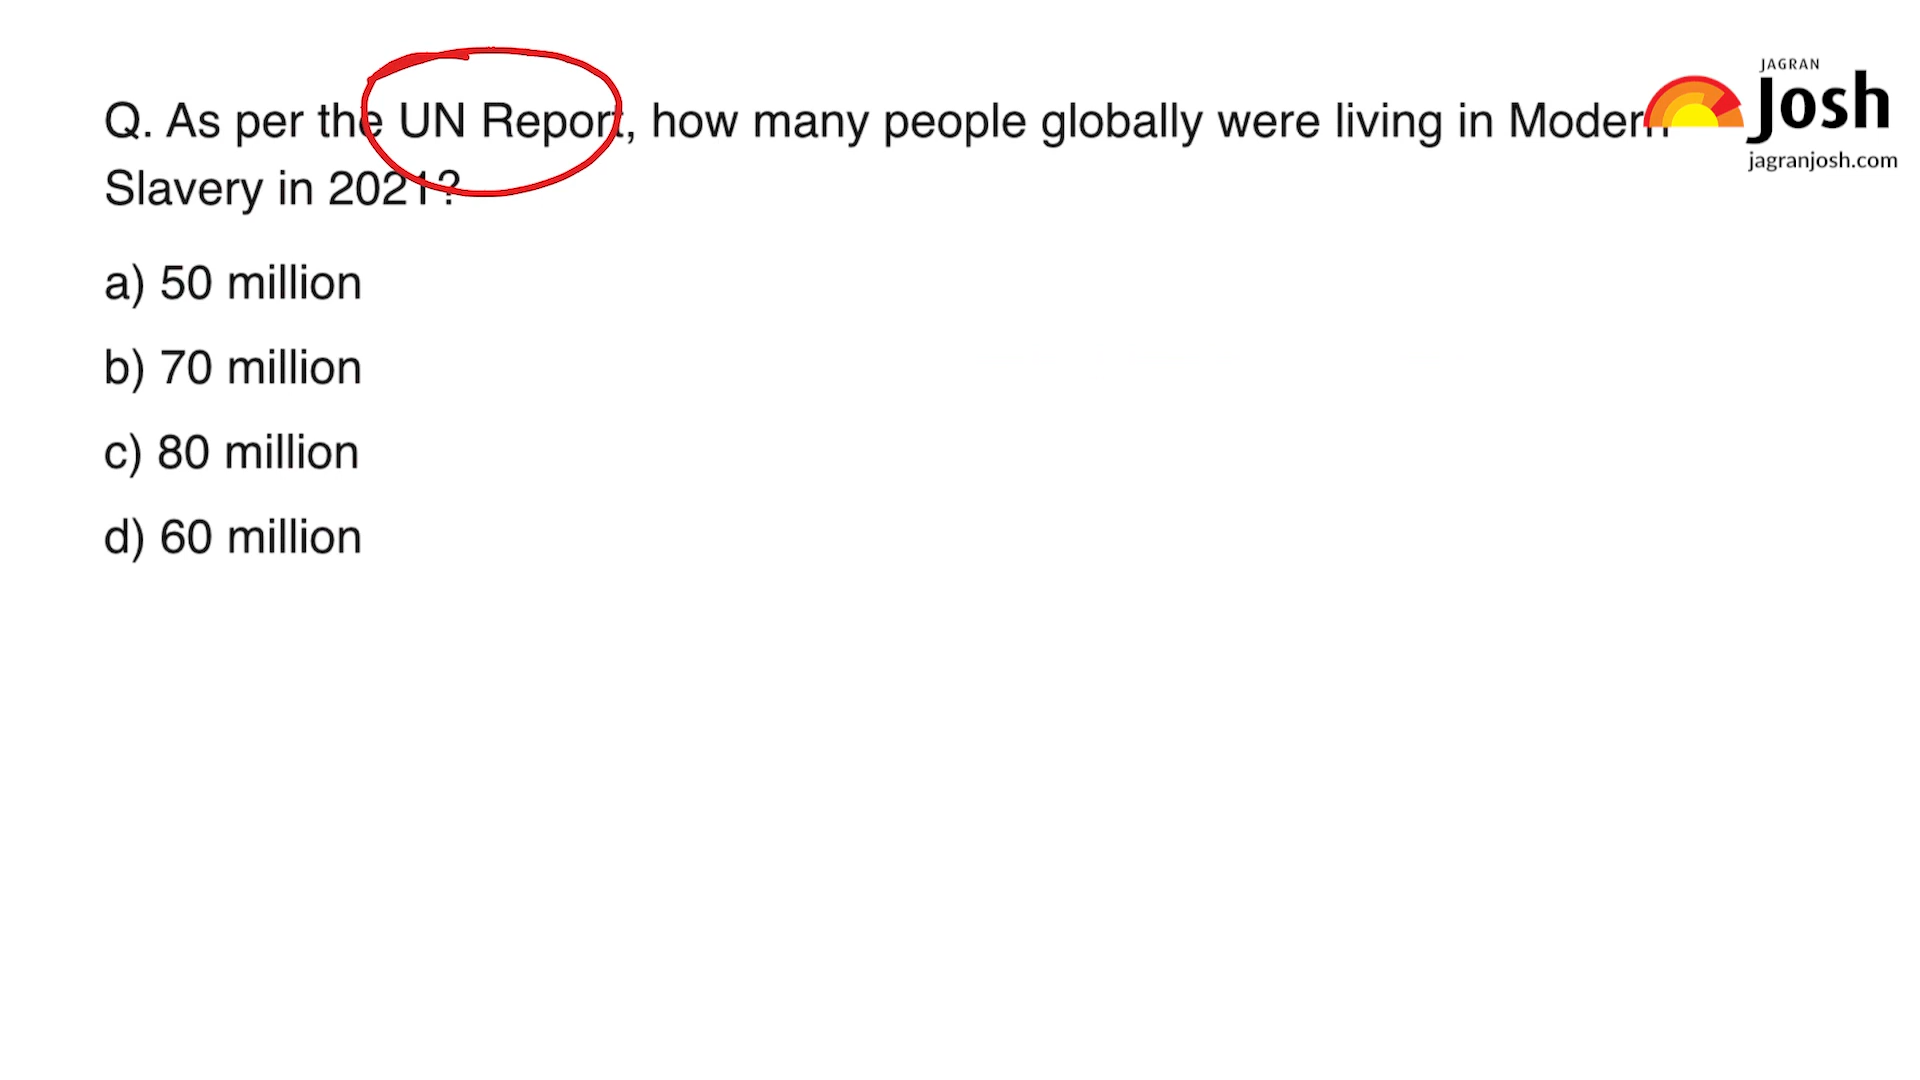 JAGRAN
Josh
jagranjosh.com
Q. As per the UN Report, how many people globally were living in Modern
Slavery in 2021?
a) 50 million
b) 70 million
c) 80 million
d) 60 million